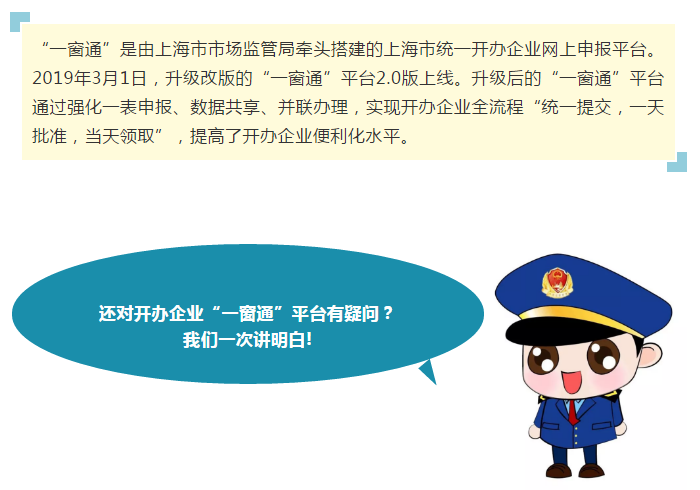 “一窗通”是由上海市市场监管局牵头搭建的上海市统一开办企业网上申报平台。
2019年3月1日，升级改版的“一窗通”平台2.0版上线。升级后的“一窗通”平台
通过强化一表申报、数据共享、并联办理，实现开办企业全流程“统一提交，一天
批准，当天领取”，提高了开办企业便利化水平。
还对开办企业“一窗通”平台有疑问？
我们一次讲明白!